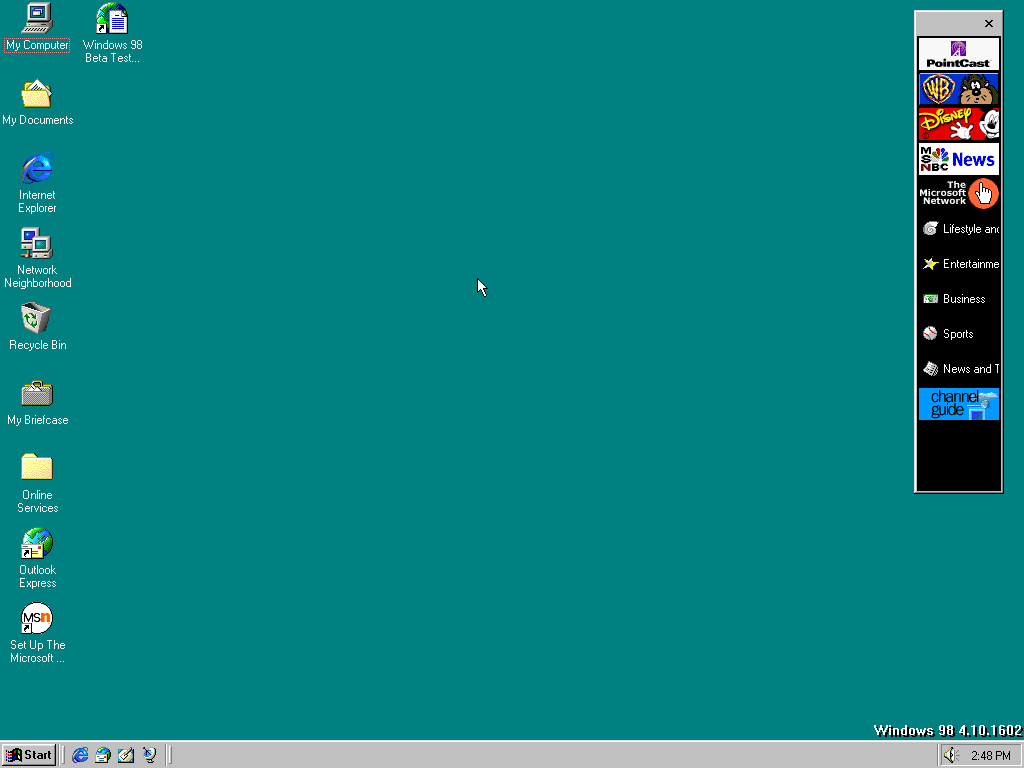 My Computer
Windows 98
Beta Test...
My Documents
Internet
Explorer
Network
Neighborhood
Recycle Bin
My Briefcase
Online
Services
Outlook
Express
msn
Set Up The
Microsoft ...
PointCast
WB
Disney
MSNBC News
The
Microsoft
Network
Lifestyle and
Entertainme
Business
Sports
News and T
channel
guide
Windows 98 4.10.1602
Start
2:48 PM